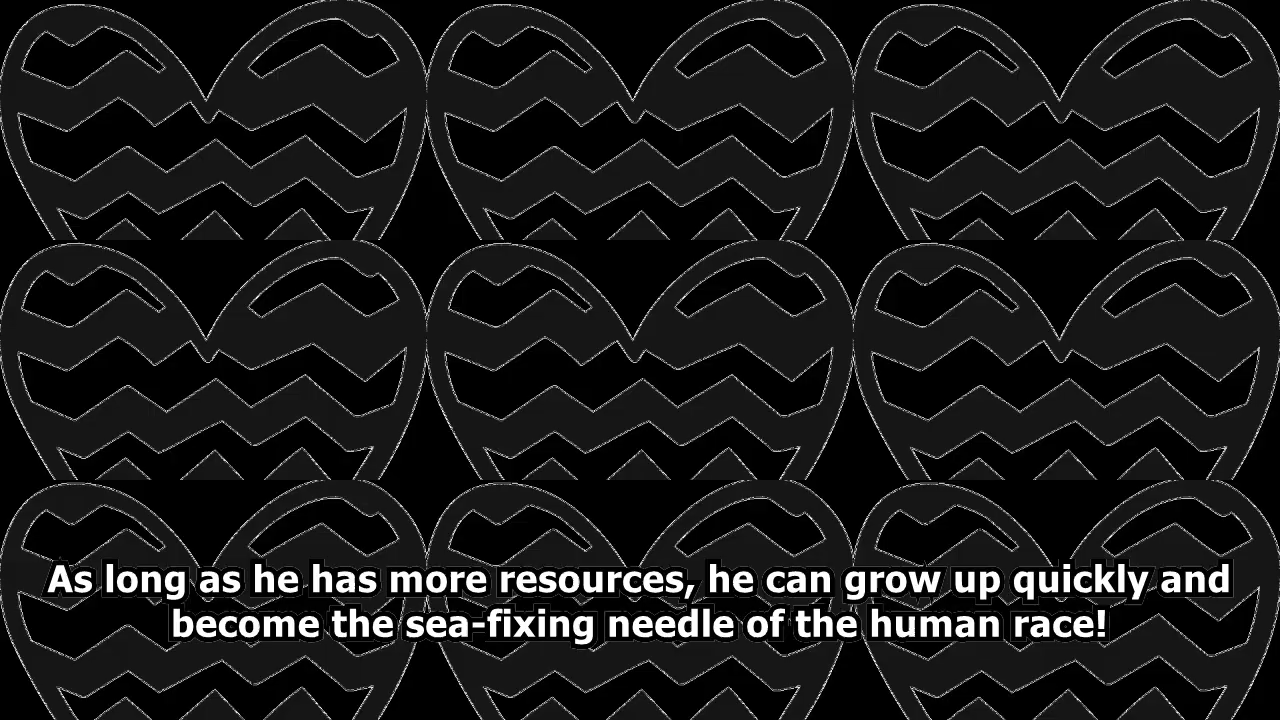 As long as he has more resources, he can grow up quickly and
become the sea-fixing needle of the human race!